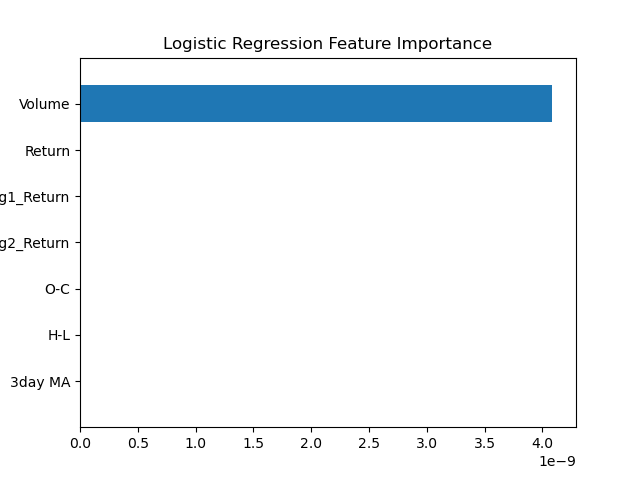 Logistic Regression Feature Importance
Volume
Return
g1_Return
g2_Return
O-C
H-L
3day MA
0.0 0.5 1.0 1.5 2.0 2.5 3.0 3.5 4.0
1e−9